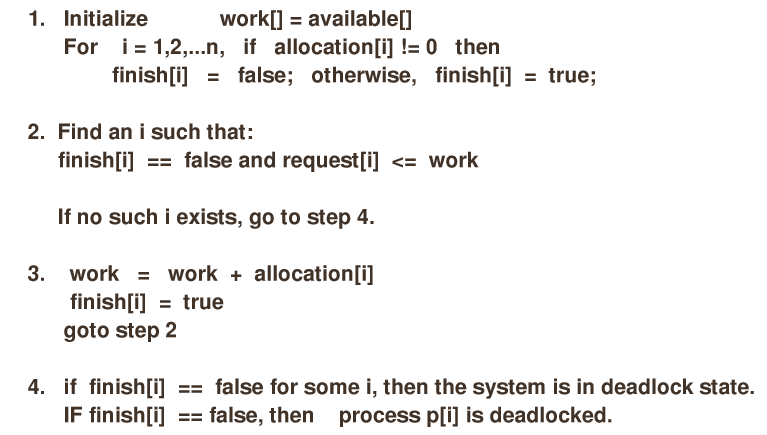 1. Initialize work[] = available[]
For i = 1,2,...n, if allocation[i] != 0 then
finish[i] = false; otherwise, finish[i] = true;
2. Find an i such that:
finish[i] == false and request[i] <= work
If no such i exists, go to step 4.
3. work = work + allocation[i]
finish[i] = true
goto step 2
4. if finish[i] == false for some i, then the system is in deadlock state.
IF finish[i] == false, then process p[i] is deadlocked.